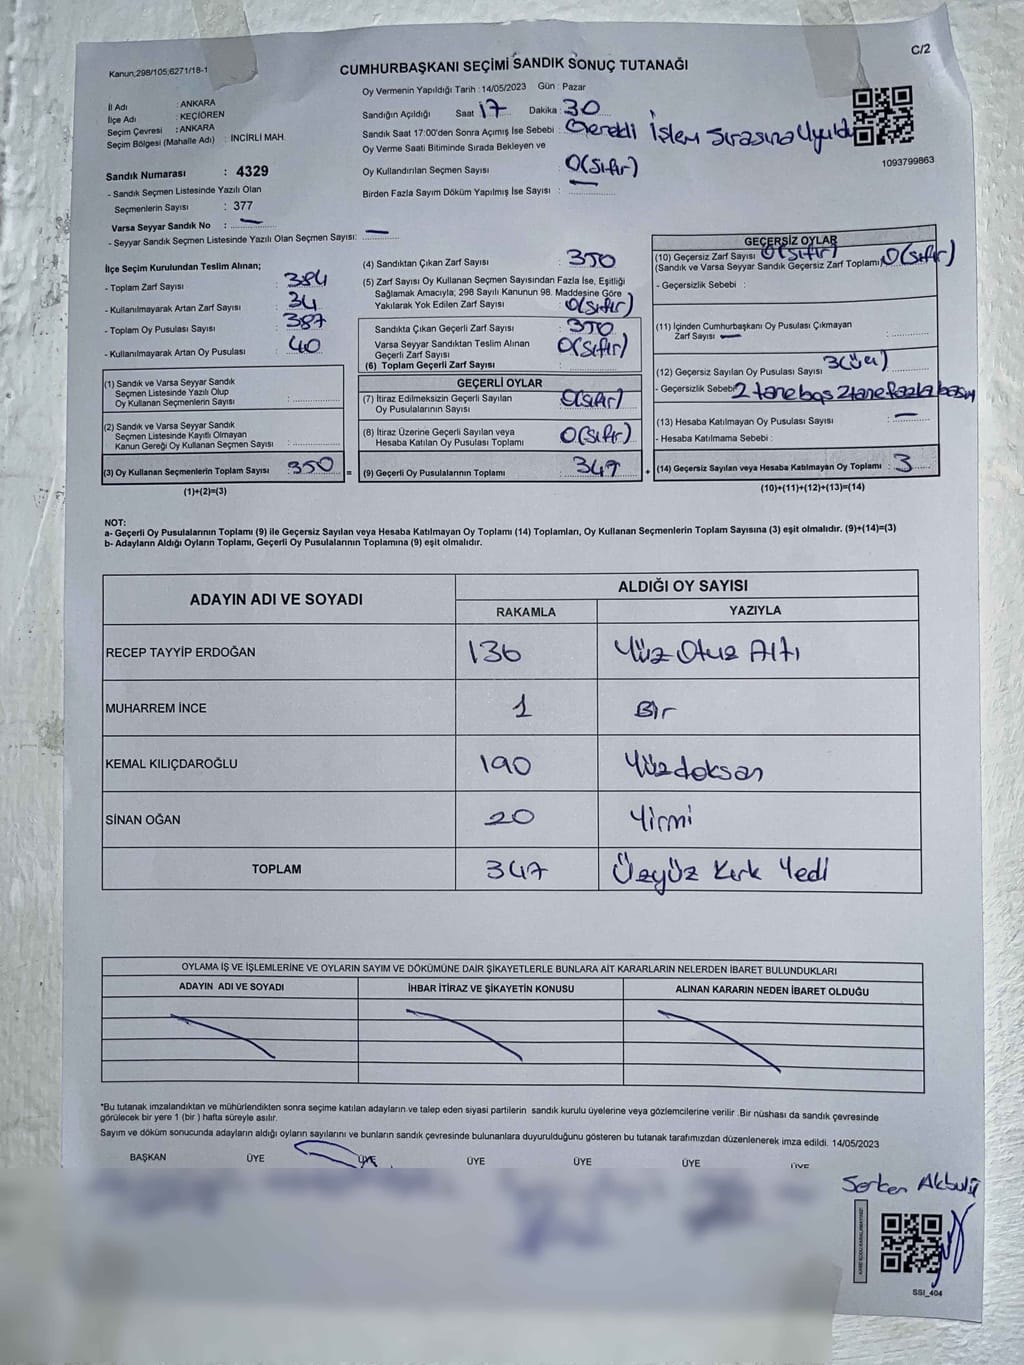 C/2
Kanun,298/105;6271/18-1
CUMHURBAŞKANI SEÇİMİ SANDIK SONUÇ TUTANAĞI
Oy Vermenin Yapıldığı Tarih : 14/05/2023 Gün : Pazar
İl Adı : ANKARA
İlçe Adı : KEÇİÖREN
Seçim Çevresi : ANKARA
Seçim Bölgesi (Mahalle Adı) : İNCİRLİ MAH.
Sandığın Açıldığı Saat : 17 Dakika : 30
Sandık Saat 17:00'den Sonra Açımış İse Sebebi : Gerekli İşlem Sırasına Uyuldu
Oy Verme Saati Bitiminde Sırada Bekleyen ve
Oy Kullandırılan Seçmen Sayısı : 0(Sıfır)
Birden Fazla Sayım Döküm Yapılmış İse Sayısı : —
1093799863
Sandık Numarası : 4329
- Sandık Seçmen Listesinde Yazılı Olan
Seçmenlerin Sayısı : 377
Varsa Seyyar Sandık No : —
- Seyyar Sandık Seçmen Listesinde Yazılı Olan Seçmen Sayısı: —
İlçe Seçim Kurulundan Teslim Alınan;
- Toplam Zarf Sayısı : 384
- Kullanılmayarak Artan Zarf Sayısı : 34
- Toplam Oy Pusulası Sayısı : 387
- Kullanılmayarak Artan Oy Pusulası : 40
(1) Sandık ve Varsa Seyyar Sandık
Seçmen Listesinde Yazılı Olup
Oy Kullanan Seçmenlerin Sayısı :
(2) Sandık ve Varsa Seyyar Sandık
Seçmen Listesinde Kayıtlı Olmayan
Kanun Gereği Oy Kullanan Seçmen Sayısı :
(3) Oy Kullanan Seçmenlerin Toplam Sayısı : 350 =
(1)+(2)=(3)
(4) Sandıktan Çıkan Zarf Sayısı : 350
(5) Zarf Sayısı Oy Kullanan Seçmen Sayısından Fazla İse, Eşitliği
Sağlamak Amacıyla, 298 Sayılı Kanunun 98. Maddesine Göre
Yakılarak Yok Edilen Zarf Sayısı : 0(Sıfır)
Sandıkta Çıkan Geçerli Zarf Sayısı : 350
Varsa Seyyar Sandıktan Teslim Alınan
Geçerli Zarf Sayısı : 0(Sıfır)
(6) Toplam Geçerli Zarf Sayısı :
GEÇERLİ OYLAR
(7) İtiraz Edilmeksizin Geçerli Sayılan
Oy Pusulalarının Sayısı : 0(Sıfır)
(8) İtiraz Üzerine Geçerli Sayılan veya
Hesaba Katılan Oy Pusulası Toplamı : 0(Sıfır)
(9) Geçerli Oy Pusulalarının Toplamı : 347 +
GEÇERSİZ OYLAR
(10) Geçersiz Zarf Sayısı 0(Sıfır)
(Sandık ve Varsa Seyyar Sandık Geçersiz Zarf Toplamı) 0(Sıfır)
- Geçersizlik Sebebi :
(11) İçinden Cumhurbaşkanı Oy Pusulası Çıkmayan
Zarf Sayısı —
(12) Geçersiz Sayılan Oy Pusulası Sayısı : 3(üç)
- Geçersizlik Sebebi: 2 tane boş 2 tane fazla basım
(13) Hesaba Katılmayan Oy Pusulası Sayısı : —
- Hesaba Katılmama Sebebi :
(14) Geçersiz Sayılan veya Hesaba Katılmayan Oy Toplamı : 3
(10)+(11)+(12)+(13)=(14)
NOT:
a- Geçerli Oy Pusulalarının Toplamı (9) ile Geçersiz Sayılan veya Hesaba Katılmayan Oy Toplamı (14) Toplamları, Oy Kullanan Seçmenlerin Toplam Sayısına (3) eşit olmalıdır. (9)+(14)=(3)
b- Adayların Aldığı Oyların Toplamı, Geçerli Oy Pusulalarının Toplamına (9) eşit olmalıdır.
ADAYIN ADI VE SOYADI ALDIĞI OY SAYISI
RAKAMLA YAZIYLA
RECEP TAYYİP ERDOĞAN 136 Yüz Otuz Altı
MUHARREM İNCE 1 Bir
KEMAL KILIÇDAROĞLU 190 Yüzdoksan
SİNAN OĞAN 20 Yirmi
TOPLAM 347 Üçyüz Kırk Yedi
OYLAMA İŞ VE İŞLEMLERİNE VE OYLARIN SAYIM VE DÖKÜMÜNE DAİR ŞİKAYETLERLE BUNLARA AİT KARARLARIN NELERDEN İBARET BULUNDUKLARI
ADAYIN ADI VE SOYADI İHBAR İTİRAZ VE ŞİKAYETİN KONUSU ALINAN KARARIN NEDEN İBARET OLDUĞU
*Bu tutanak imzalandıktan ve mühürlendikten sonra seçime katılan adayların ve talep eden siyasi partilerin sandık kurulu üyelerine veya gözlemcilerine verilir .Bir nüshası da sandık çevresinde
görülecek bir yere 1 (bir ) hafta süreyle asılır.
Sayım ve döküm sonucunda adayların aldığı oyların sayılarını ve bunların sandık çevresinde bulunanlara duyurulduğunu gösteren bu tutanak tarafımızdan düzenlenerek imza edildi. 14/05/2023
BAŞKAN ÜYE ÜYE ÜYE ÜYE ÜYE ÜYE
Serkan Akbulut
SSI_404